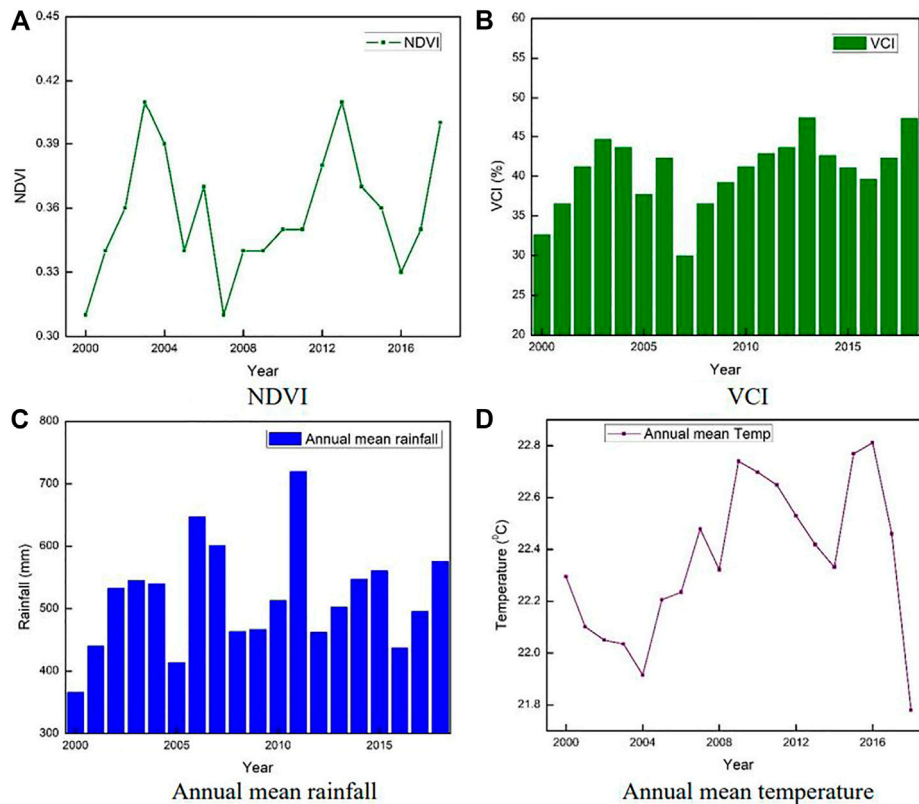 A
0.45
0.42
0.39
0.36
0.33
0.30
NDVI
NDVI
2000
2004
2008
2012
2016
Year
NDVI
B
60
55
50
45
40
35
30
25
20
VCI (%)
VCI
2000
2005
2010
2015
Year
VCI
C
800
700
600
500
400
300
Rainfall (mm)
Annual mean rainfall
2000
2005
2010
2015
Year
Annual mean rainfall
D
22.8
22.6
22.4
22.2
22.0
21.8
Temperature (⁰C)
Annual mean Temp
2000
2004
2008
2012
2016
Year
Annual mean temperature